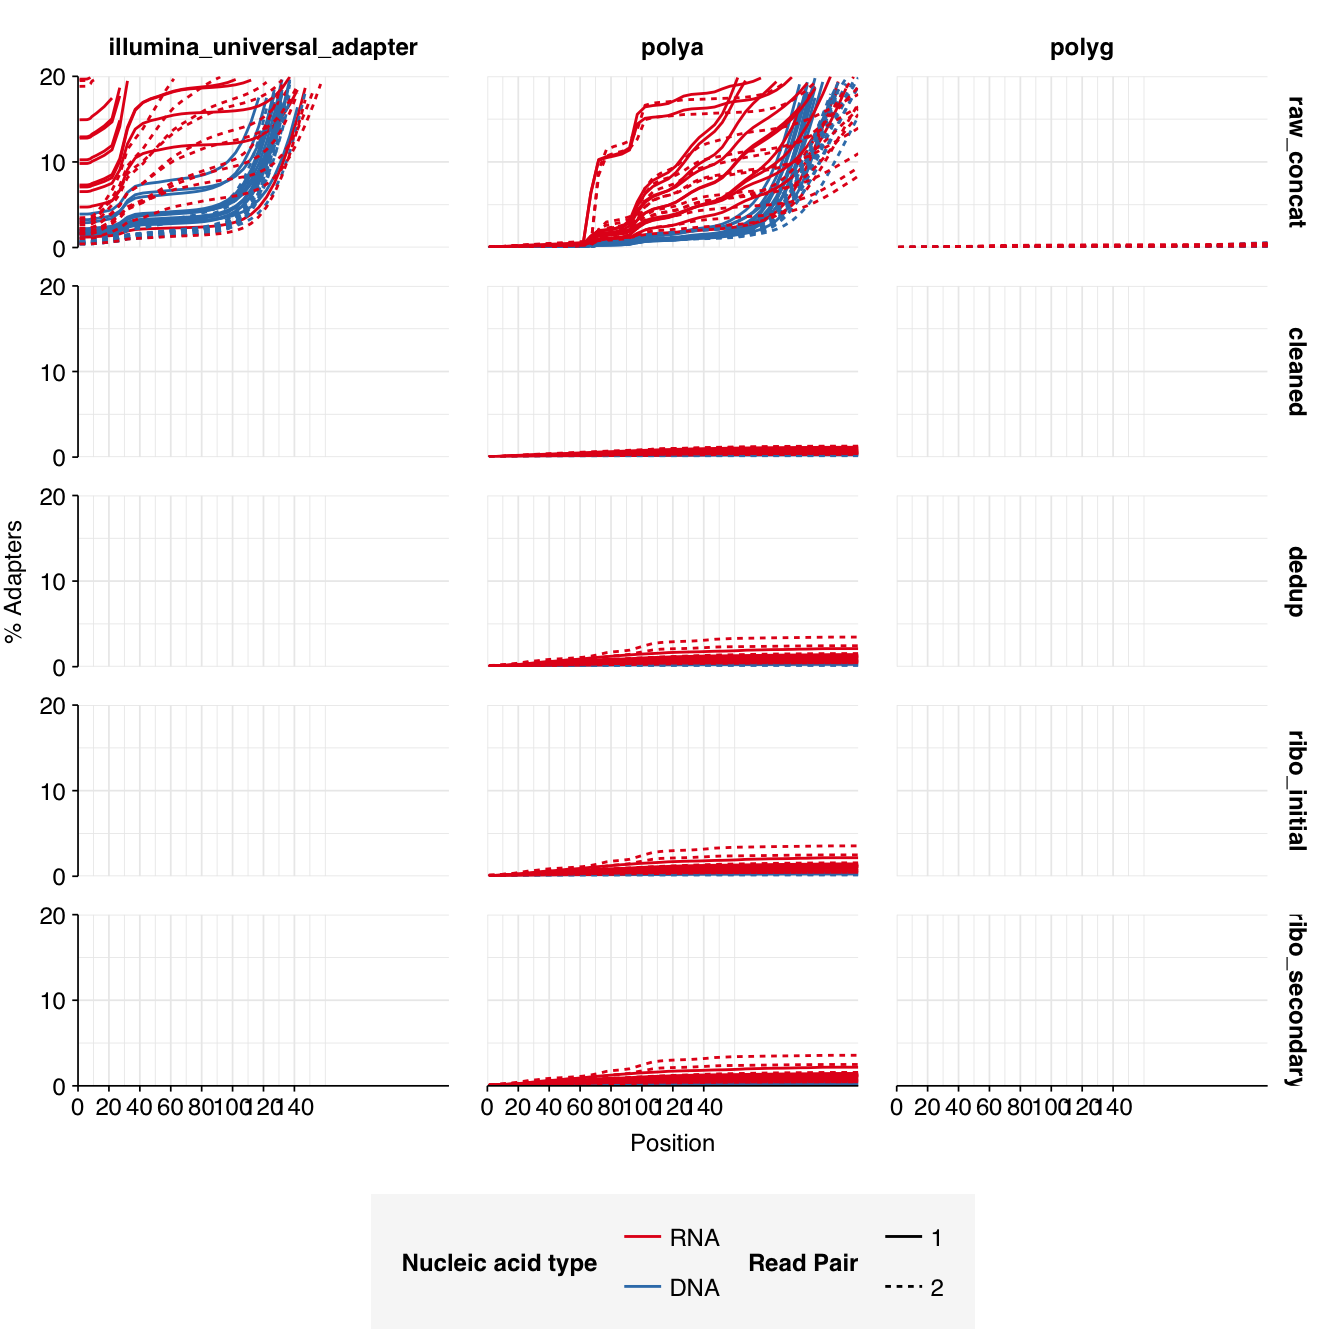 illumina_universal_adapter polya polyg
20
10
0
raw_concat
20
10
0
cleaned
20
10
0
dedup
% Adapters
20
10
0
ribo_initial
20
10
0
ribo_secondary
0 20 40 60 80 100 120 140 0 20 40 60 80 100 120 140 0 20 40 60 80 100 120 140
Position
Nucleic acid type RNA DNA
Read Pair 1 2